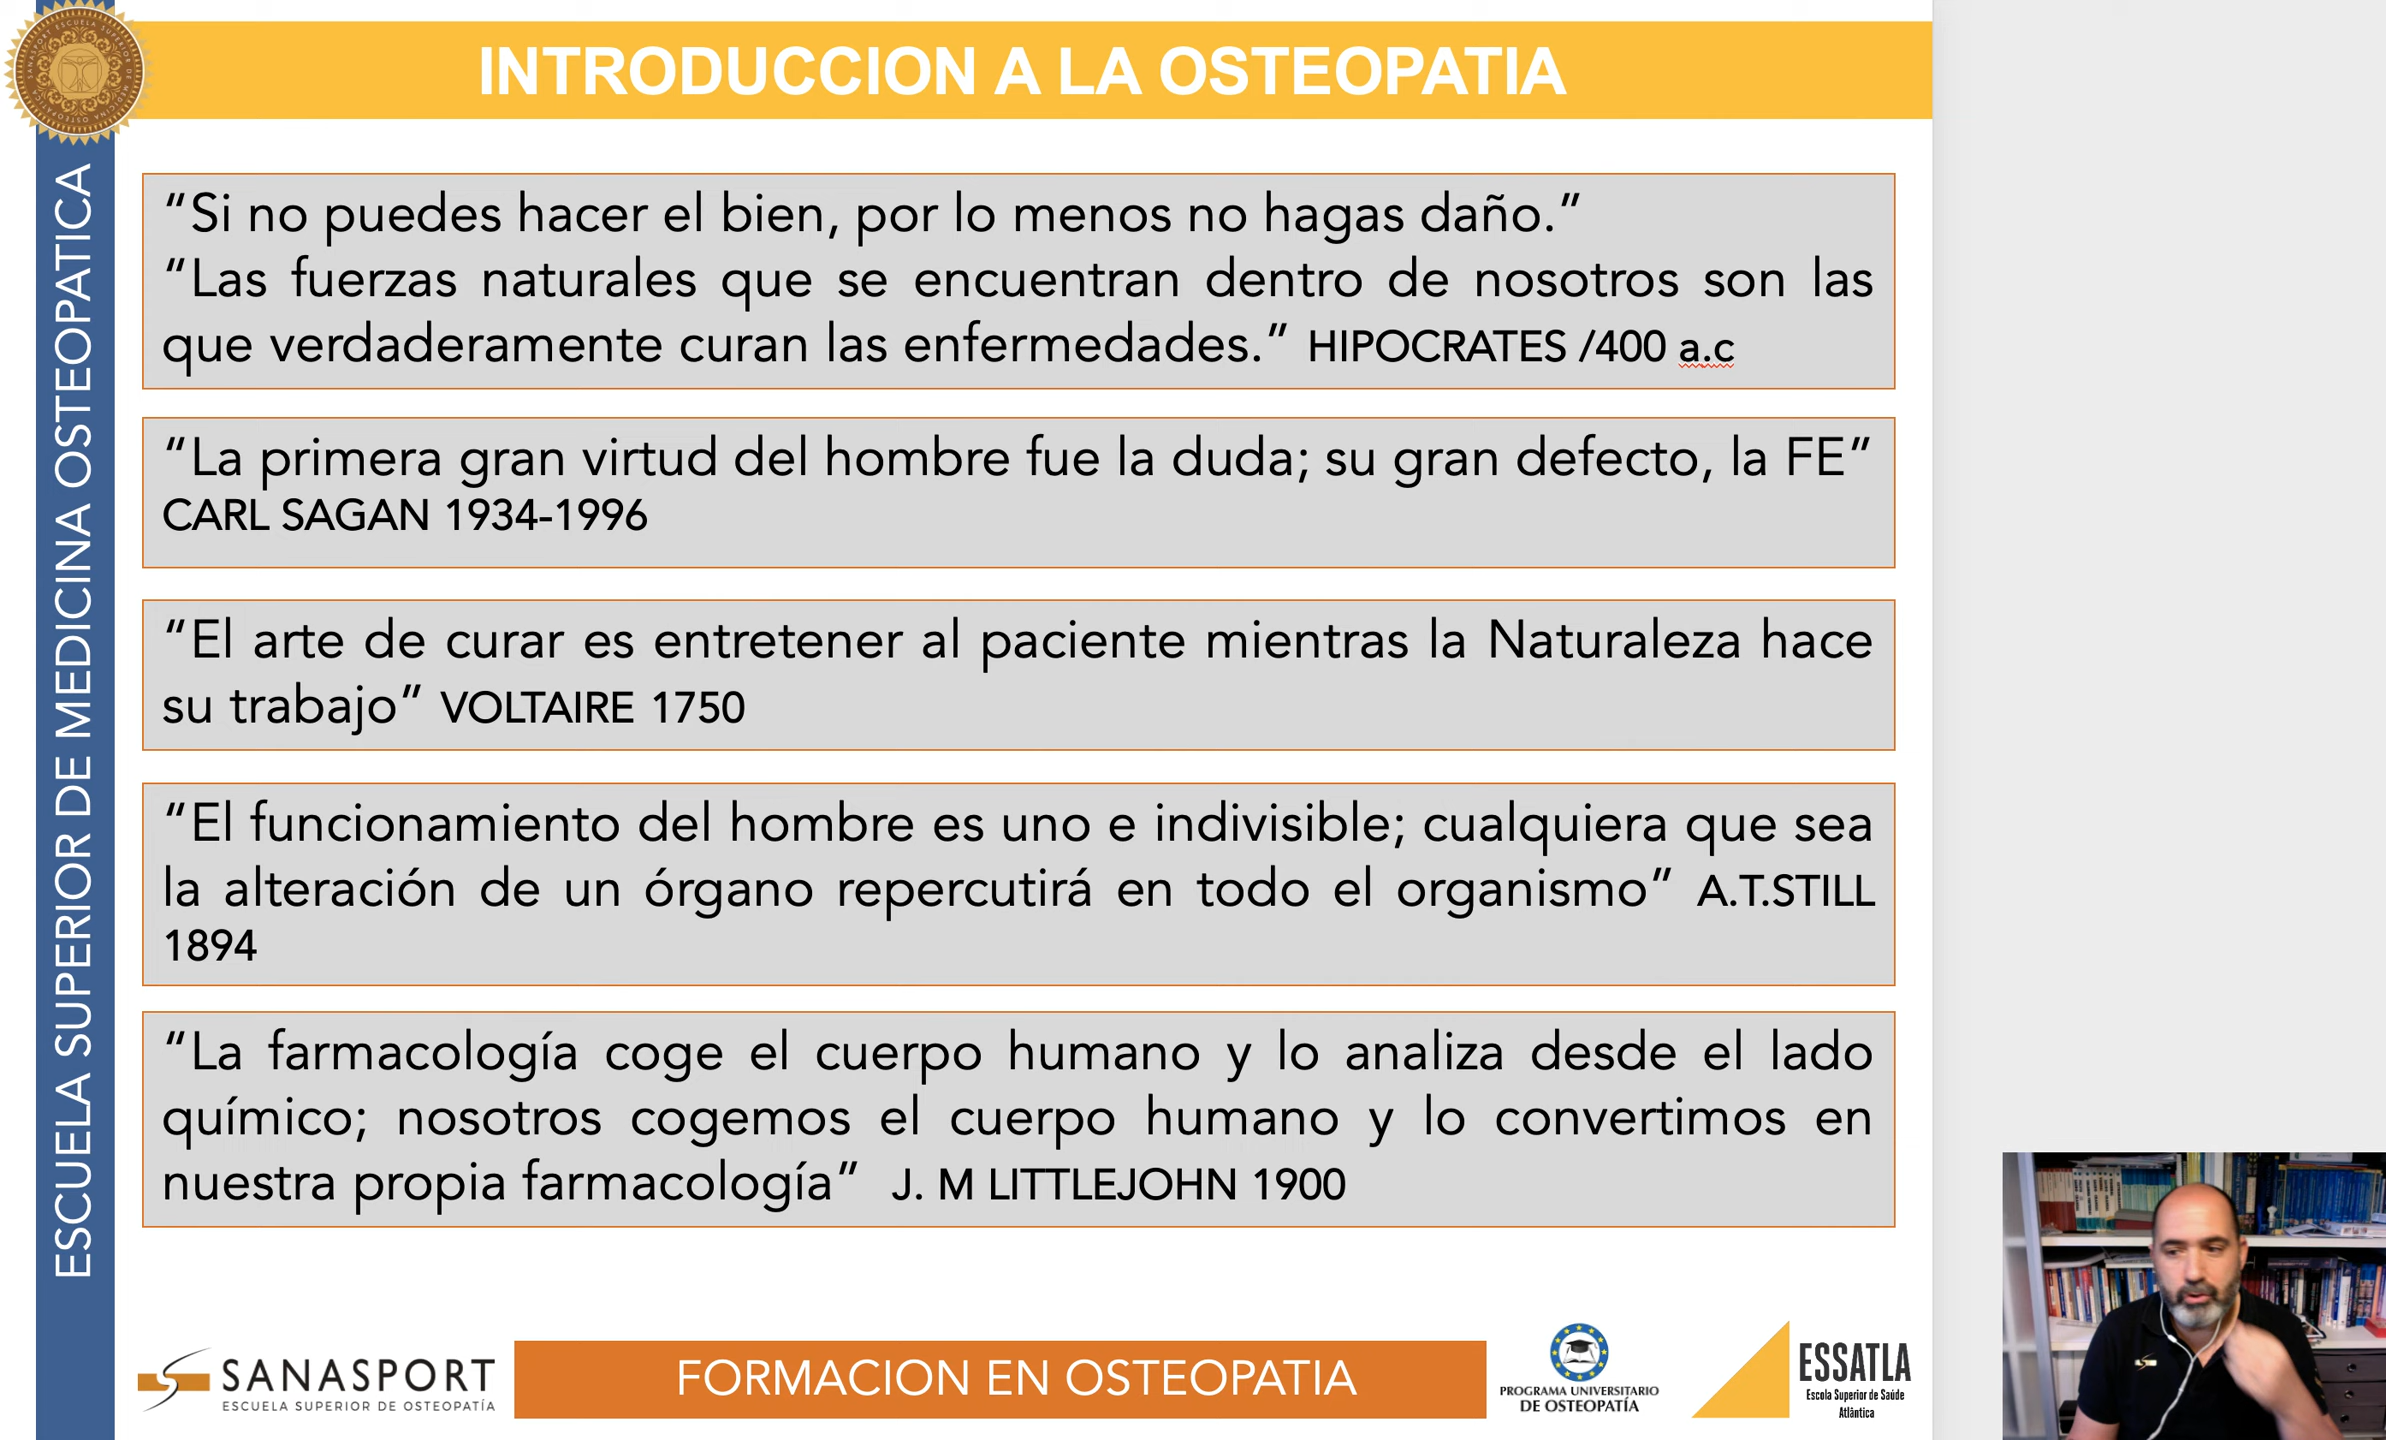 INTRODUCCION A LA OSTEOPATIA
ESCUELA SUPERIOR DE MEDICINA OSTEOPATICA
“Si no puedes hacer el bien, por lo menos no hagas daño.”
“Las fuerzas naturales que se encuentran dentro de nosotros son las
que verdaderamente curan las enfermedades.” HIPOCRATES /400 a.c
“La primera gran virtud del hombre fue la duda; su gran defecto, la FE”
CARL SAGAN 1934-1996
“El arte de curar es entretener al paciente mientras la Naturaleza hace
su trabajo” VOLTAIRE 1750
“El funcionamiento del hombre es uno e indivisible; cualquiera que sea
la alteración de un órgano repercutirá en todo el organismo” A.T.STILL
1894
“La farmacología coge el cuerpo humano y lo analiza desde el lado
químico; nosotros cogemos el cuerpo humano y lo convertimos en
nuestra propia farmacología” J. M LITTLEJOHN 1900
SANASPORT
ESCUELA SUPERIOR DE OSTEOPATÍA
FORMACION EN OSTEOPATIA
PROGRAMA UNIVERSITARIO
DE OSTEOPATÍA
ESSATLA
Escola Superior de Saúde
Atlântica